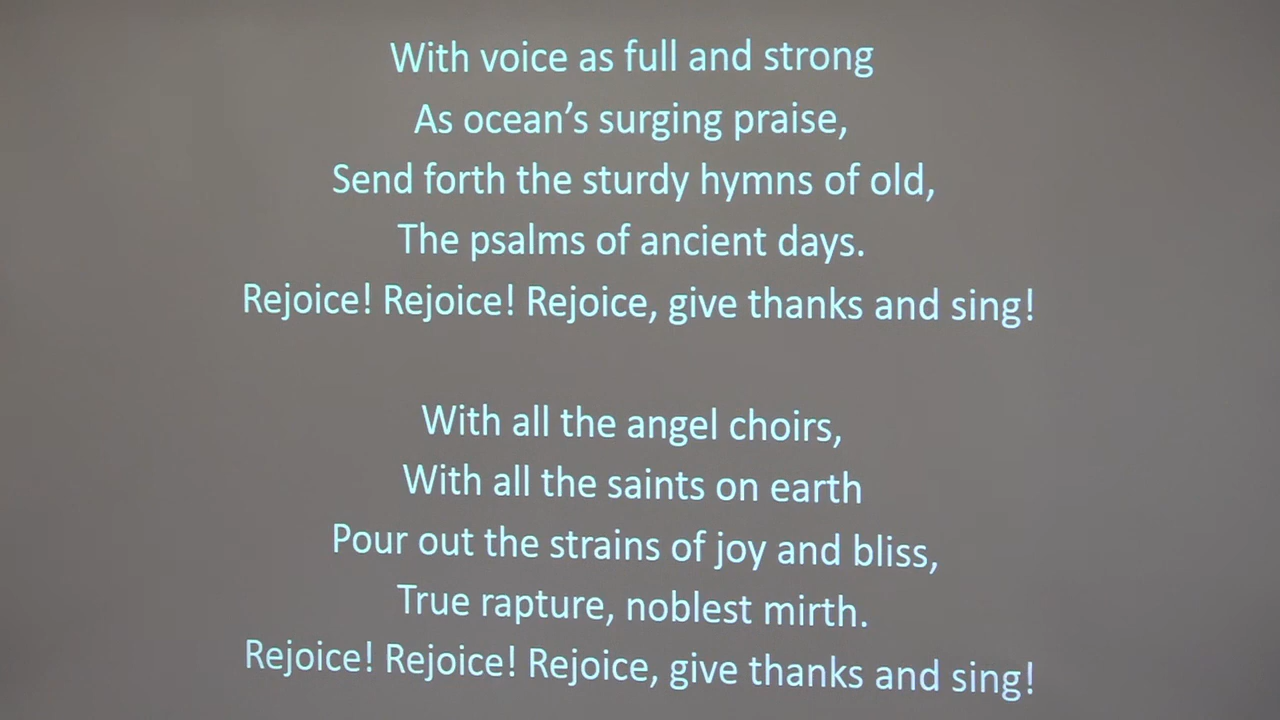 With voice as full and strong
As ocean’s surging praise,
Send forth the sturdy hymns of old,
The psalms of ancient days.
Rejoice! Rejoice! Rejoice, give thanks and sing!
With all the angel choirs,
With all the saints on earth
Pour out the strains of joy and bliss,
True rapture, noblest mirth.
Rejoice! Rejoice! Rejoice, give thanks and sing!